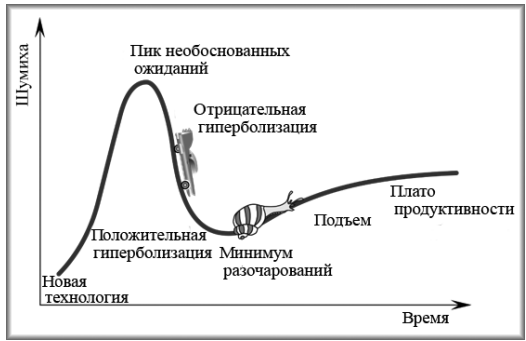 Шумиха
Пик необоснованных
ожиданий
Отрицательная
гиперболизация
Положительная
гиперболизация
Минимум
разочарований
Подъем
Плато
продуктивности
Новая
технология
Время